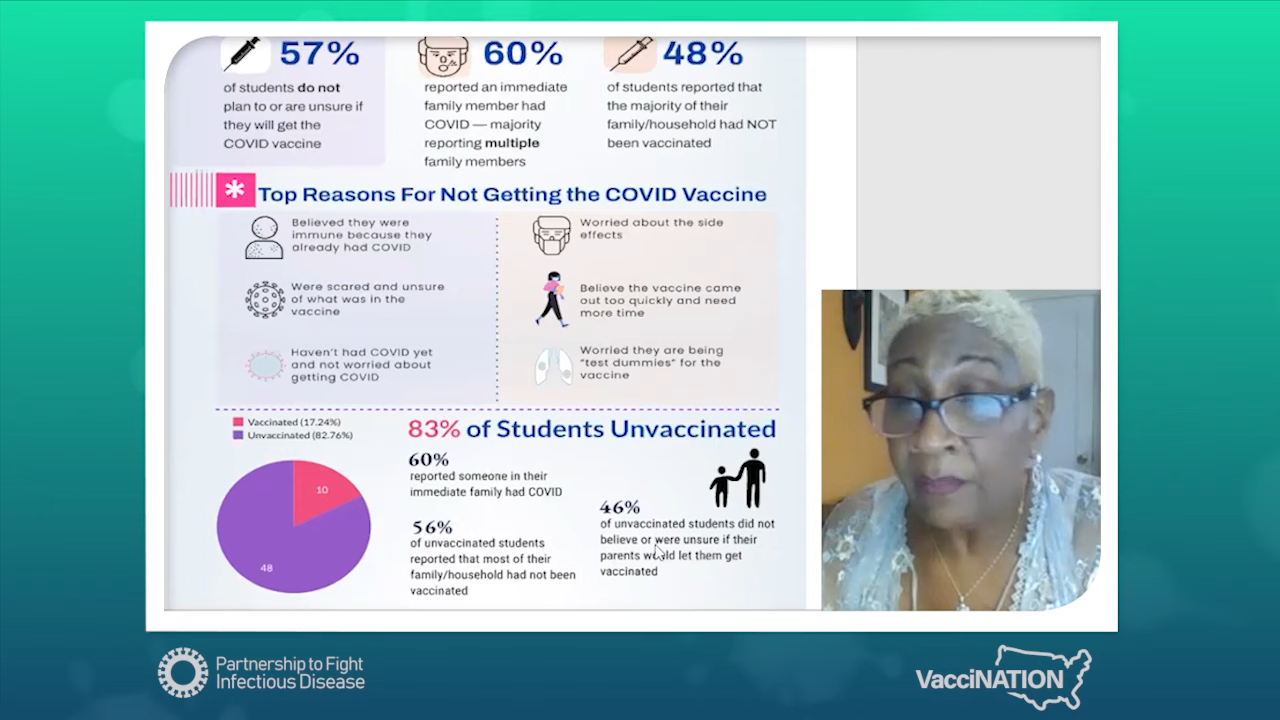 57%
of students do not
plan to or are unsure if
they will get the
COVID vaccine
60%
reported an immediate
family member had
COVID — majority
reporting multiple
family members
48%
of students reported that
the majority of their
family/household had NOT
been vaccinated
* Top Reasons For Not Getting the COVID Vaccine
Believed they were
immune because they
already had COVID
Were scared and unsure
of what was in the
vaccine
Haven't had COVID yet
and not worried about
getting COVID
Worried about the side
effects
Believe the vaccine came
out too quickly and need
more time
Worried they are being
"test dummies" for the
vaccine
Vaccinated (17.24%)
Unvaccinated (82.76%)
10
48
83% of Students Unvaccinated
60%
reported someone in their
immediate family had COVID
56%
of unvaccinated students
reported that most of their
family/household had not been
vaccinated
46%
of unvaccinated students did not
believe or were unsure if their
parents would let them get
vaccinated
Partnership to Fight
Infectious Disease
VacciNATION